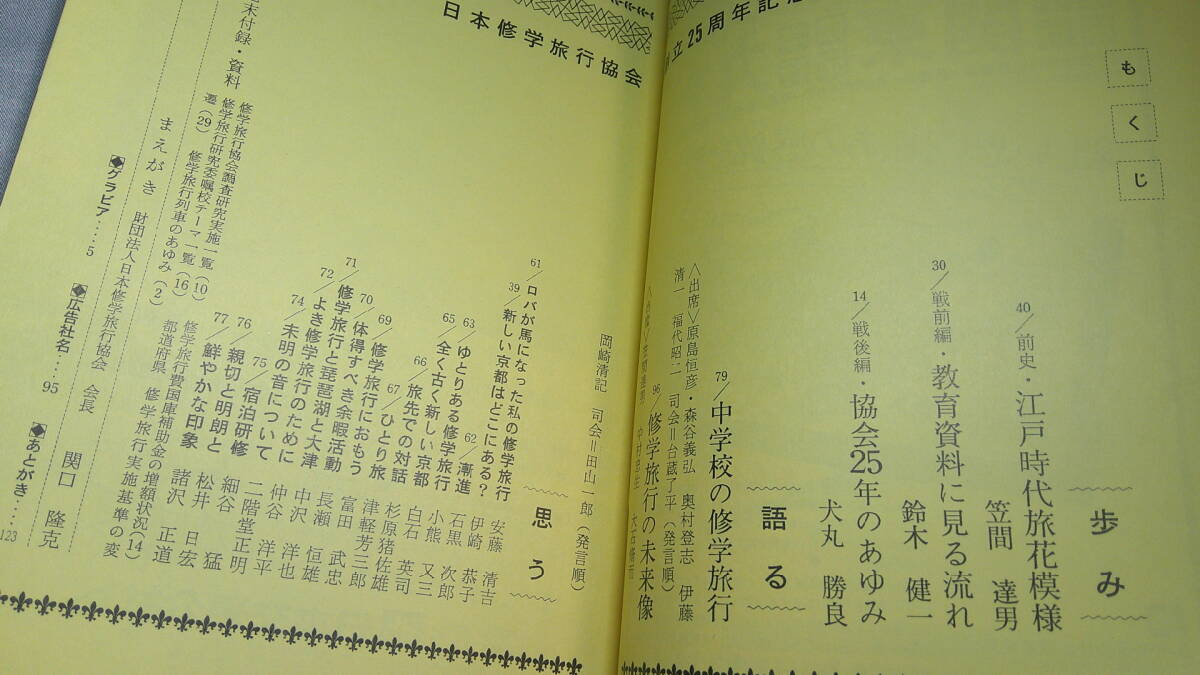 もくじ
立25周年記
日本修学旅行協会
歩み
40/前史・江戸時代旅花模様 笠間 達男
30/戦前編・教育資料に見る流れ 鈴木 健一
14/戦後編・協会25年のあゆみ 犬丸 勝良
語る
79/中学校の修学旅行
〈出席〉原島恒彦・森谷義弘 奥村登志 伊藤
清一 福代昭二 司会=台蔵了平(発言順)
96/修学旅行の未来像
岡崎清記 司会=田山一郎(発言順)
思う
61/ロバが馬になった私の修学旅行 安藤 清吉
39/新しい京都はどこにある? 伊崎 恭子
62/漸進 石黒 次郎
63/ゆとりある修学旅行 小熊 又三
65/全く古く新しい京都 白石 英司
66/旅先での対話 杉原猪佐雄
67/ひとり旅 津軽芳三郎
69/修学旅行におもう 富田 武忠
70/体得すべき余暇活動 長瀬 恒雄
71/修学旅行と琵琶湖と大津 中沢 洋也
72/よき修学旅行のために 仲谷 洋平
74/未明の音について 二階堂正明
75/宿泊研修 細谷 猛
76/親切と明朗と 松井 日宏
77/鮮やかな印象 諸沢 正道
末付録・資料
修学旅行協会調査研究実施一覧(10) 修学旅行費国庫補助金の増額状況(14)
修学旅行研究委嘱校テーマ一覧(16) 都道府県 修学旅行実施基準の変
遷(29) 修学旅行列車のあゆみ(2)
まえがき 財団法人日本修学旅行協会 会長 関口 隆克
グラビア‥‥5 広告社名‥‥95 あとがき‥‥123